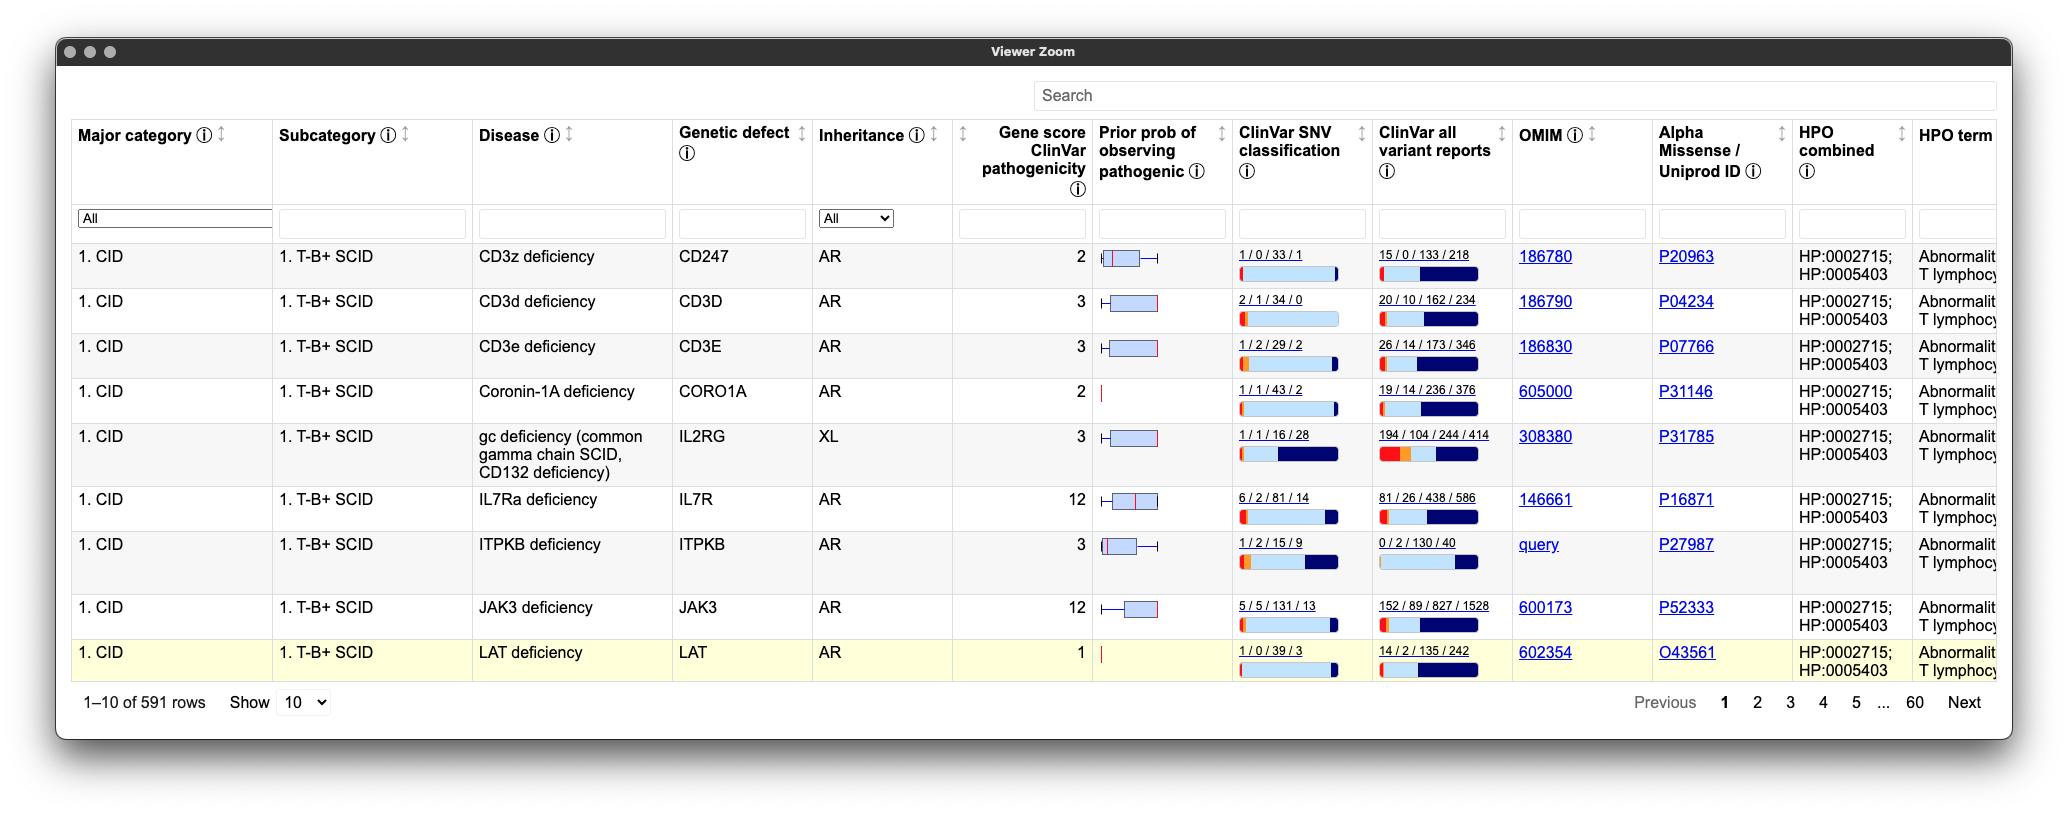 Viewer Zoom
Search
Major category ⓘ
Subcategory ⓘ
Disease ⓘ
Genetic defect
ⓘ
Inheritance ⓘ
Gene score
ClinVar
pathogenicity
ⓘ
Prior prob of
observing
pathogenic ⓘ
ClinVar SNV
classification
ⓘ
ClinVar all
variant reports
ⓘ
OMIM ⓘ
Alpha
Missense /
Uniprod ID ⓘ
HPO
combined
ⓘ
HPO term
All
All
1. CID
1. T-B+ SCID
CD3z deficiency
CD247
AR
2
1 / 0 / 33 / 1
15 / 0 / 133 / 218
186780
P20963
HP:0002715;
HP:0005403
Abnormalit
T lymphocy
1. CID
1. T-B+ SCID
CD3d deficiency
CD3D
AR
3
2 / 1 / 34 / 0
20 / 10 / 162 / 234
186790
P04234
HP:0002715;
HP:0005403
Abnormalit
T lymphocy
1. CID
1. T-B+ SCID
CD3e deficiency
CD3E
AR
3
1 / 2 / 29 / 2
26 / 14 / 173 / 346
186830
P07766
HP:0002715;
HP:0005403
Abnormalit
T lymphocy
1. CID
1. T-B+ SCID
Coronin-1A deficiency
CORO1A
AR
2
1 / 1 / 43 / 2
19 / 14 / 236 / 376
605000
P31146
HP:0002715;
HP:0005403
Abnormalit
T lymphocy
1. CID
1. T-B+ SCID
gc deficiency (common
gamma chain SCID,
CD132 deficiency)
IL2RG
XL
3
1 / 1 / 16 / 28
194 / 104 / 244 / 414
308380
P31785
HP:0002715;
HP:0005403
Abnormalit
T lymphocy
1. CID
1. T-B+ SCID
IL7Ra deficiency
IL7R
AR
12
6 / 2 / 81 / 14
81 / 26 / 438 / 586
146661
P16871
HP:0002715;
HP:0005403
Abnormalit
T lymphocy
1. CID
1. T-B+ SCID
ITPKB deficiency
ITPKB
AR
3
1 / 2 / 15 / 9
0 / 2 / 130 / 40
query
P27987
HP:0002715;
HP:0005403
Abnormalit
T lymphocy
1. CID
1. T-B+ SCID
JAK3 deficiency
JAK3
AR
12
5 / 5 / 131 / 13
152 / 89 / 827 / 1528
600173
P52333
HP:0002715;
HP:0005403
Abnormalit
T lymphocy
1. CID
1. T-B+ SCID
LAT deficiency
LAT
AR
1
1 / 0 / 39 / 3
14 / 2 / 135 / 242
602354
O43561
HP:0002715;
HP:0005403
Abnormalit
T lymphocy
1–10 of 591 rows
Show 10
Previous 1 2 3 4 5 ... 60 Next